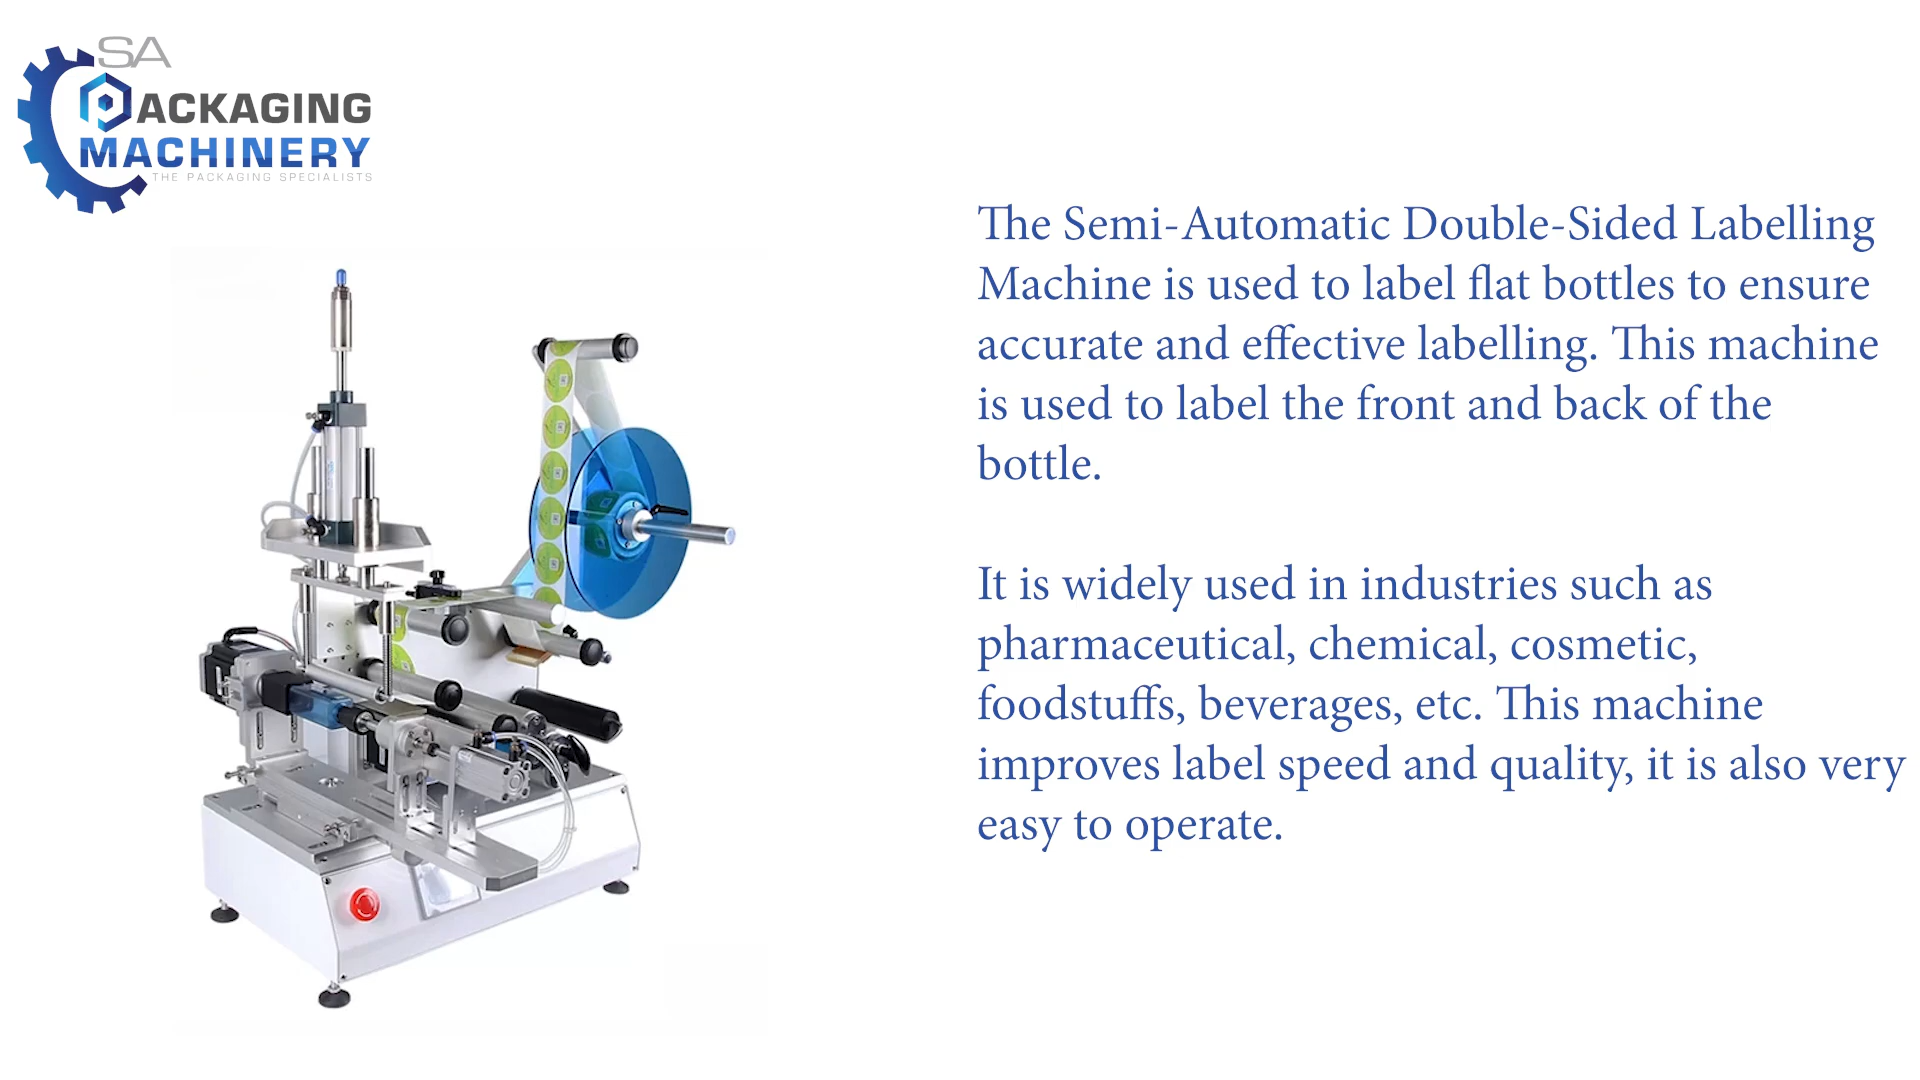 SA
PACKAGING
MACHINERY
THE PACKAGING SPECIALISTS
The Semi-Automatic Double-Sided Labelling
Machine is used to label flat bottles to ensure
accurate and effective labelling. This machine
is used to label the front and back of the
bottle.
It is widely used in industries such as
pharmaceutical, chemical, cosmetic,
foodstuffs, beverages, etc. This machine
improves label speed and quality, it is also very
easy to operate.